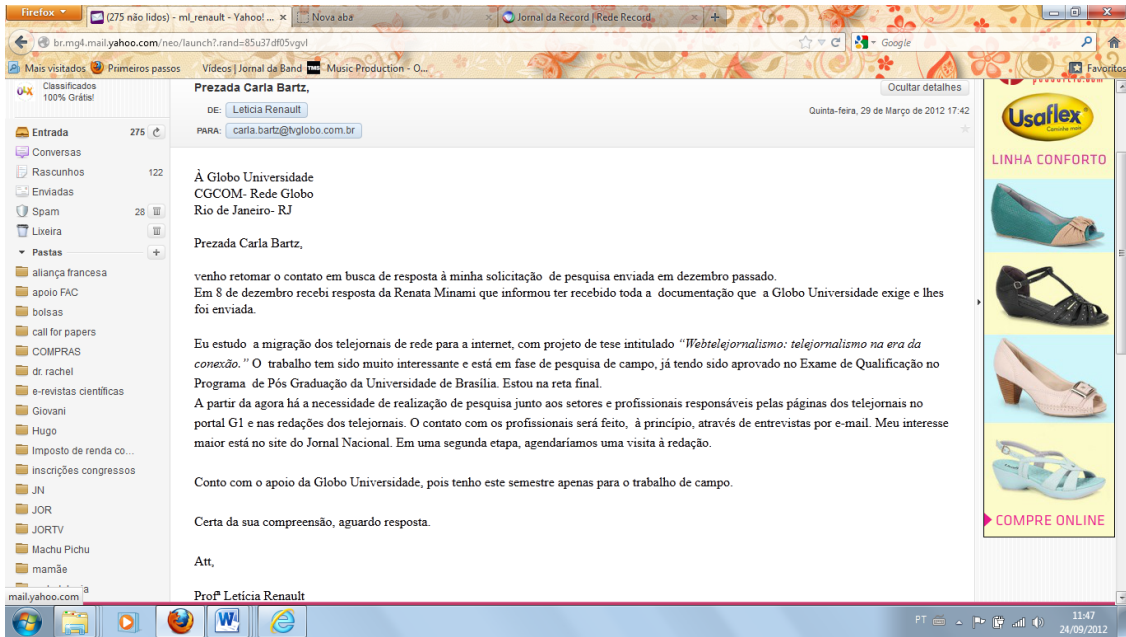 Firefox
(275 não lidos) - ml_renault - Yahoo! ...
Nova aba
Jornal da Record | Rede Record
br.mg4.mail.yahoo.com/neo/launch?.rand=85u37df05vgvl
Google
Mais visitados
Primeiros passos
Vídeos | Jornal da Band
TMS
Music Production - O...
Favoritos
Classificados
100% Grátis!
Entrada 275
Conversas
Rascunhos 122
Enviadas
Spam 28
Lixeira
Pastas
aliança francesa
apoio FAC
bolsas
call for papers
COMPRAS
dr. rachel
e-revistas científicas
Giovani
Hugo
Imposto de renda co...
inscrições congressos
JN
JOR
JORTV
Machu Pichu
mamãe
mail.yahoo.com
Prezada Carla Bartz,
Ocultar detalhes
DE: Leticia Renault
Quinta-feira, 29 de Março de 2012 17:42
PARA: carla.bartz@tvglobo.com.br
À Globo Universidade
CGCOM- Rede Globo
Rio de Janeiro- RJ
Prezada Carla Bartz,
venho retomar o contato em busca de resposta à minha solicitação de pesquisa enviada em dezembro passado.
Em 8 de dezembro recebi resposta da Renata Minami que informou ter recebido toda a documentação que a Globo Universidade exige e lhes
foi enviada.
Eu estudo a migração dos telejornais de rede para a internet, com projeto de tese intitulado “Webtelejornalismo: telejornalismo na era da
conexão.” O trabalho tem sido muito interessante e está em fase de pesquisa de campo, já tendo sido aprovado no Exame de Qualificação no
Programa de Pós Graduação da Universidade de Brasília. Estou na reta final.
A partir da agora há a necessidade de realização de pesquisa junto aos setores e profissionais responsáveis pelas páginas dos telejornais no
portal G1 e nas redações dos telejornais. O contato com os profissionais será feito, à princípio, através de entrevistas por e-mail. Meu interesse
maior está no site do Jornal Nacional. Em uma segunda etapa, agendaríamos uma visita à redação.
Conto com o apoio da Globo Universidade, pois tenho este semestre apenas para o trabalho de campo.
Certa da sua compreensão, aguardo resposta.
Att,
Profª Letícia Renault
Usaflex
Caminhe mais
LINHA CONFORTO
COMPRE ONLINE
PT
11:47
24/09/2012